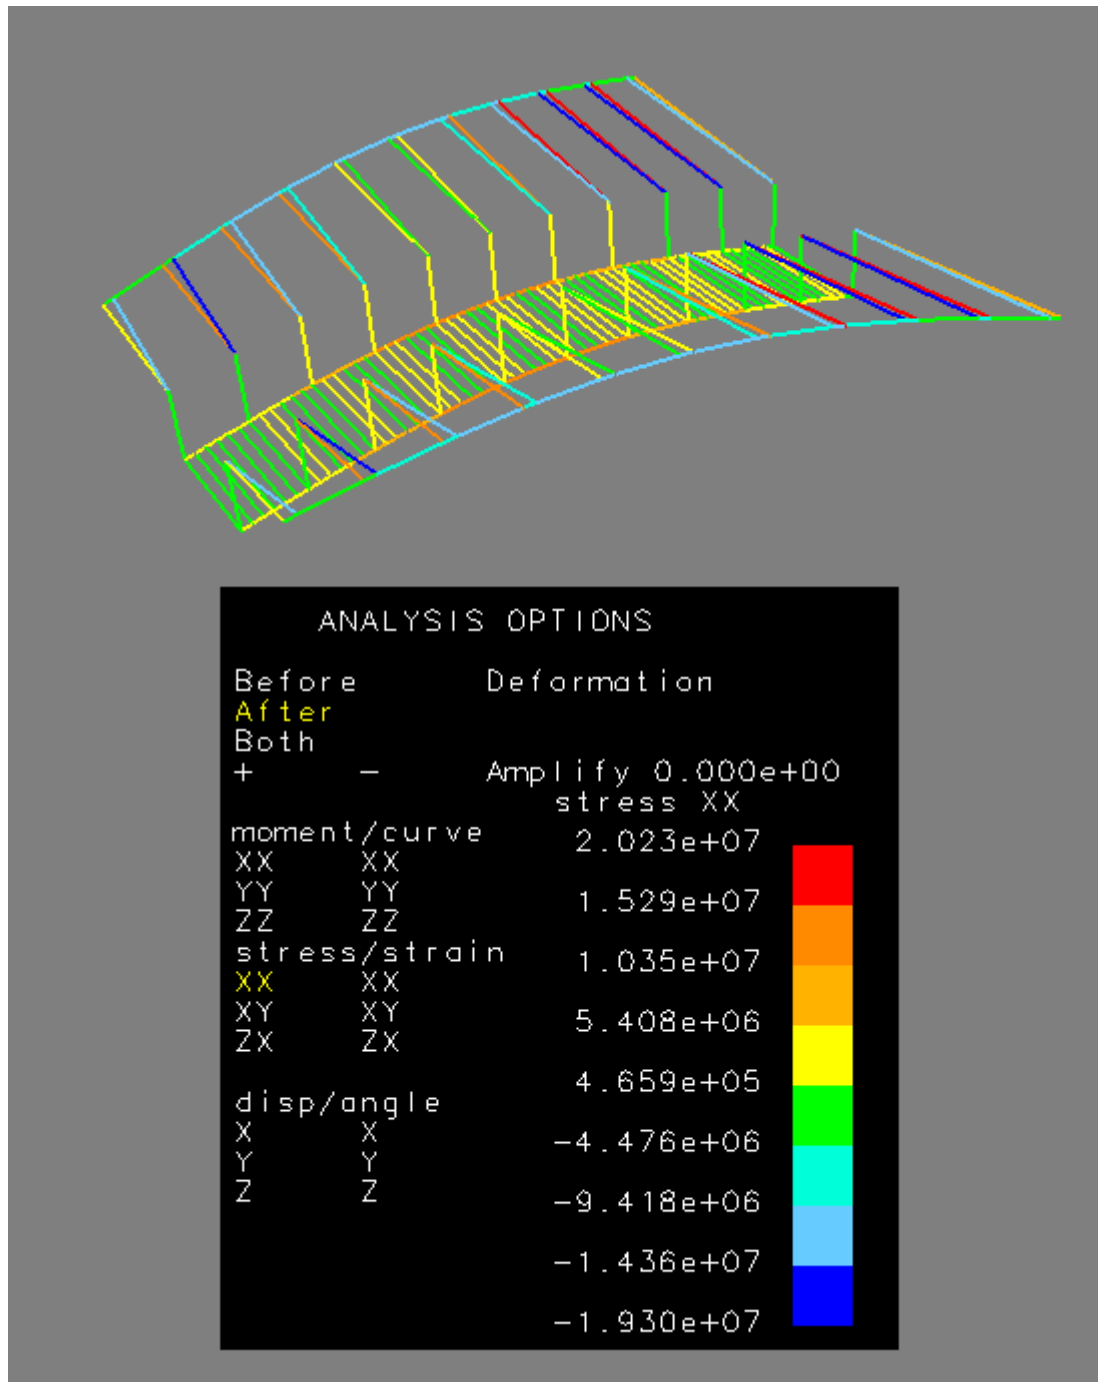 ANALYSIS OPTIONS
Before Deformation
After
Both
+ - Amplify 0.000e+00
stress XX
moment/curve 2.023e+07
XX XX
YY YY 1.529e+07
ZZ ZZ
stress/strain 1.035e+07
XX XX
XY XY 5.408e+06
ZX ZX
4.659e+05
disp/angle
X X -4.476e+06
Y Y
Z Z -9.418e+06
-1.436e+07
-1.930e+07